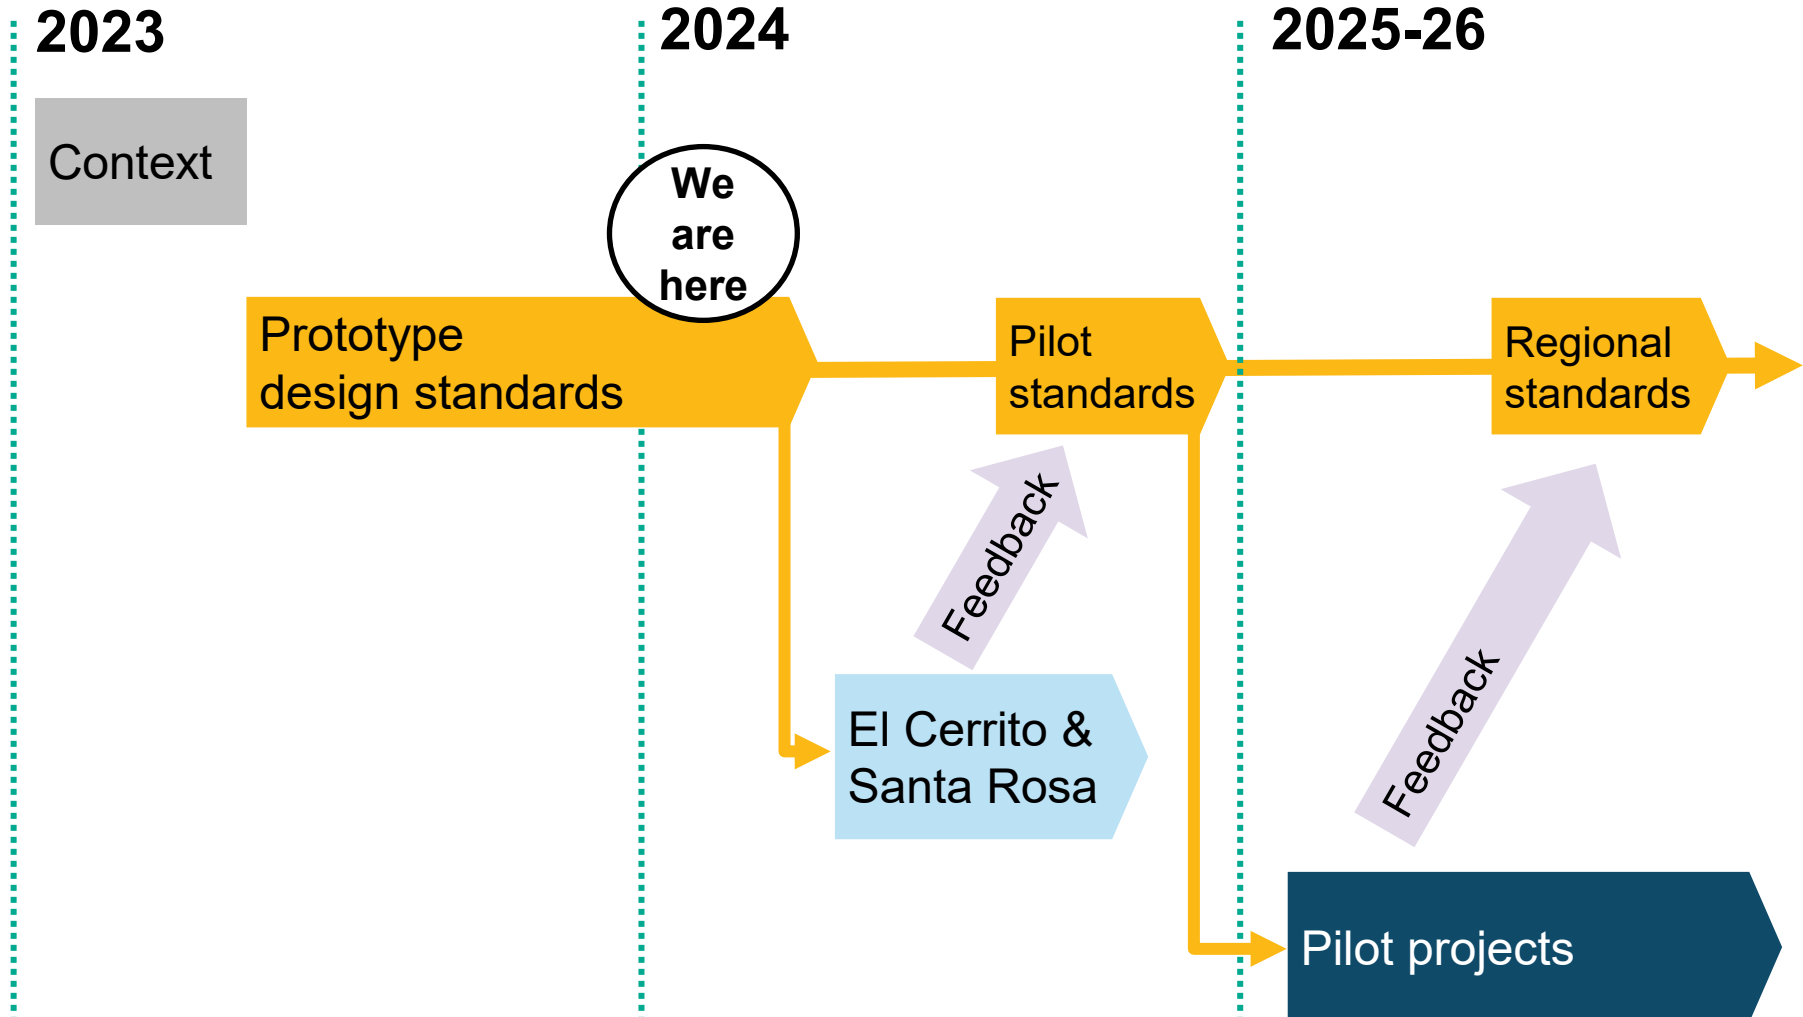 2023
2024
2025-26
Context
We
are
here
Prototype
design standards
Pilot
standards
Regional
standards
Feedback
Feedback
El Cerrito &
Santa Rosa
Pilot projects